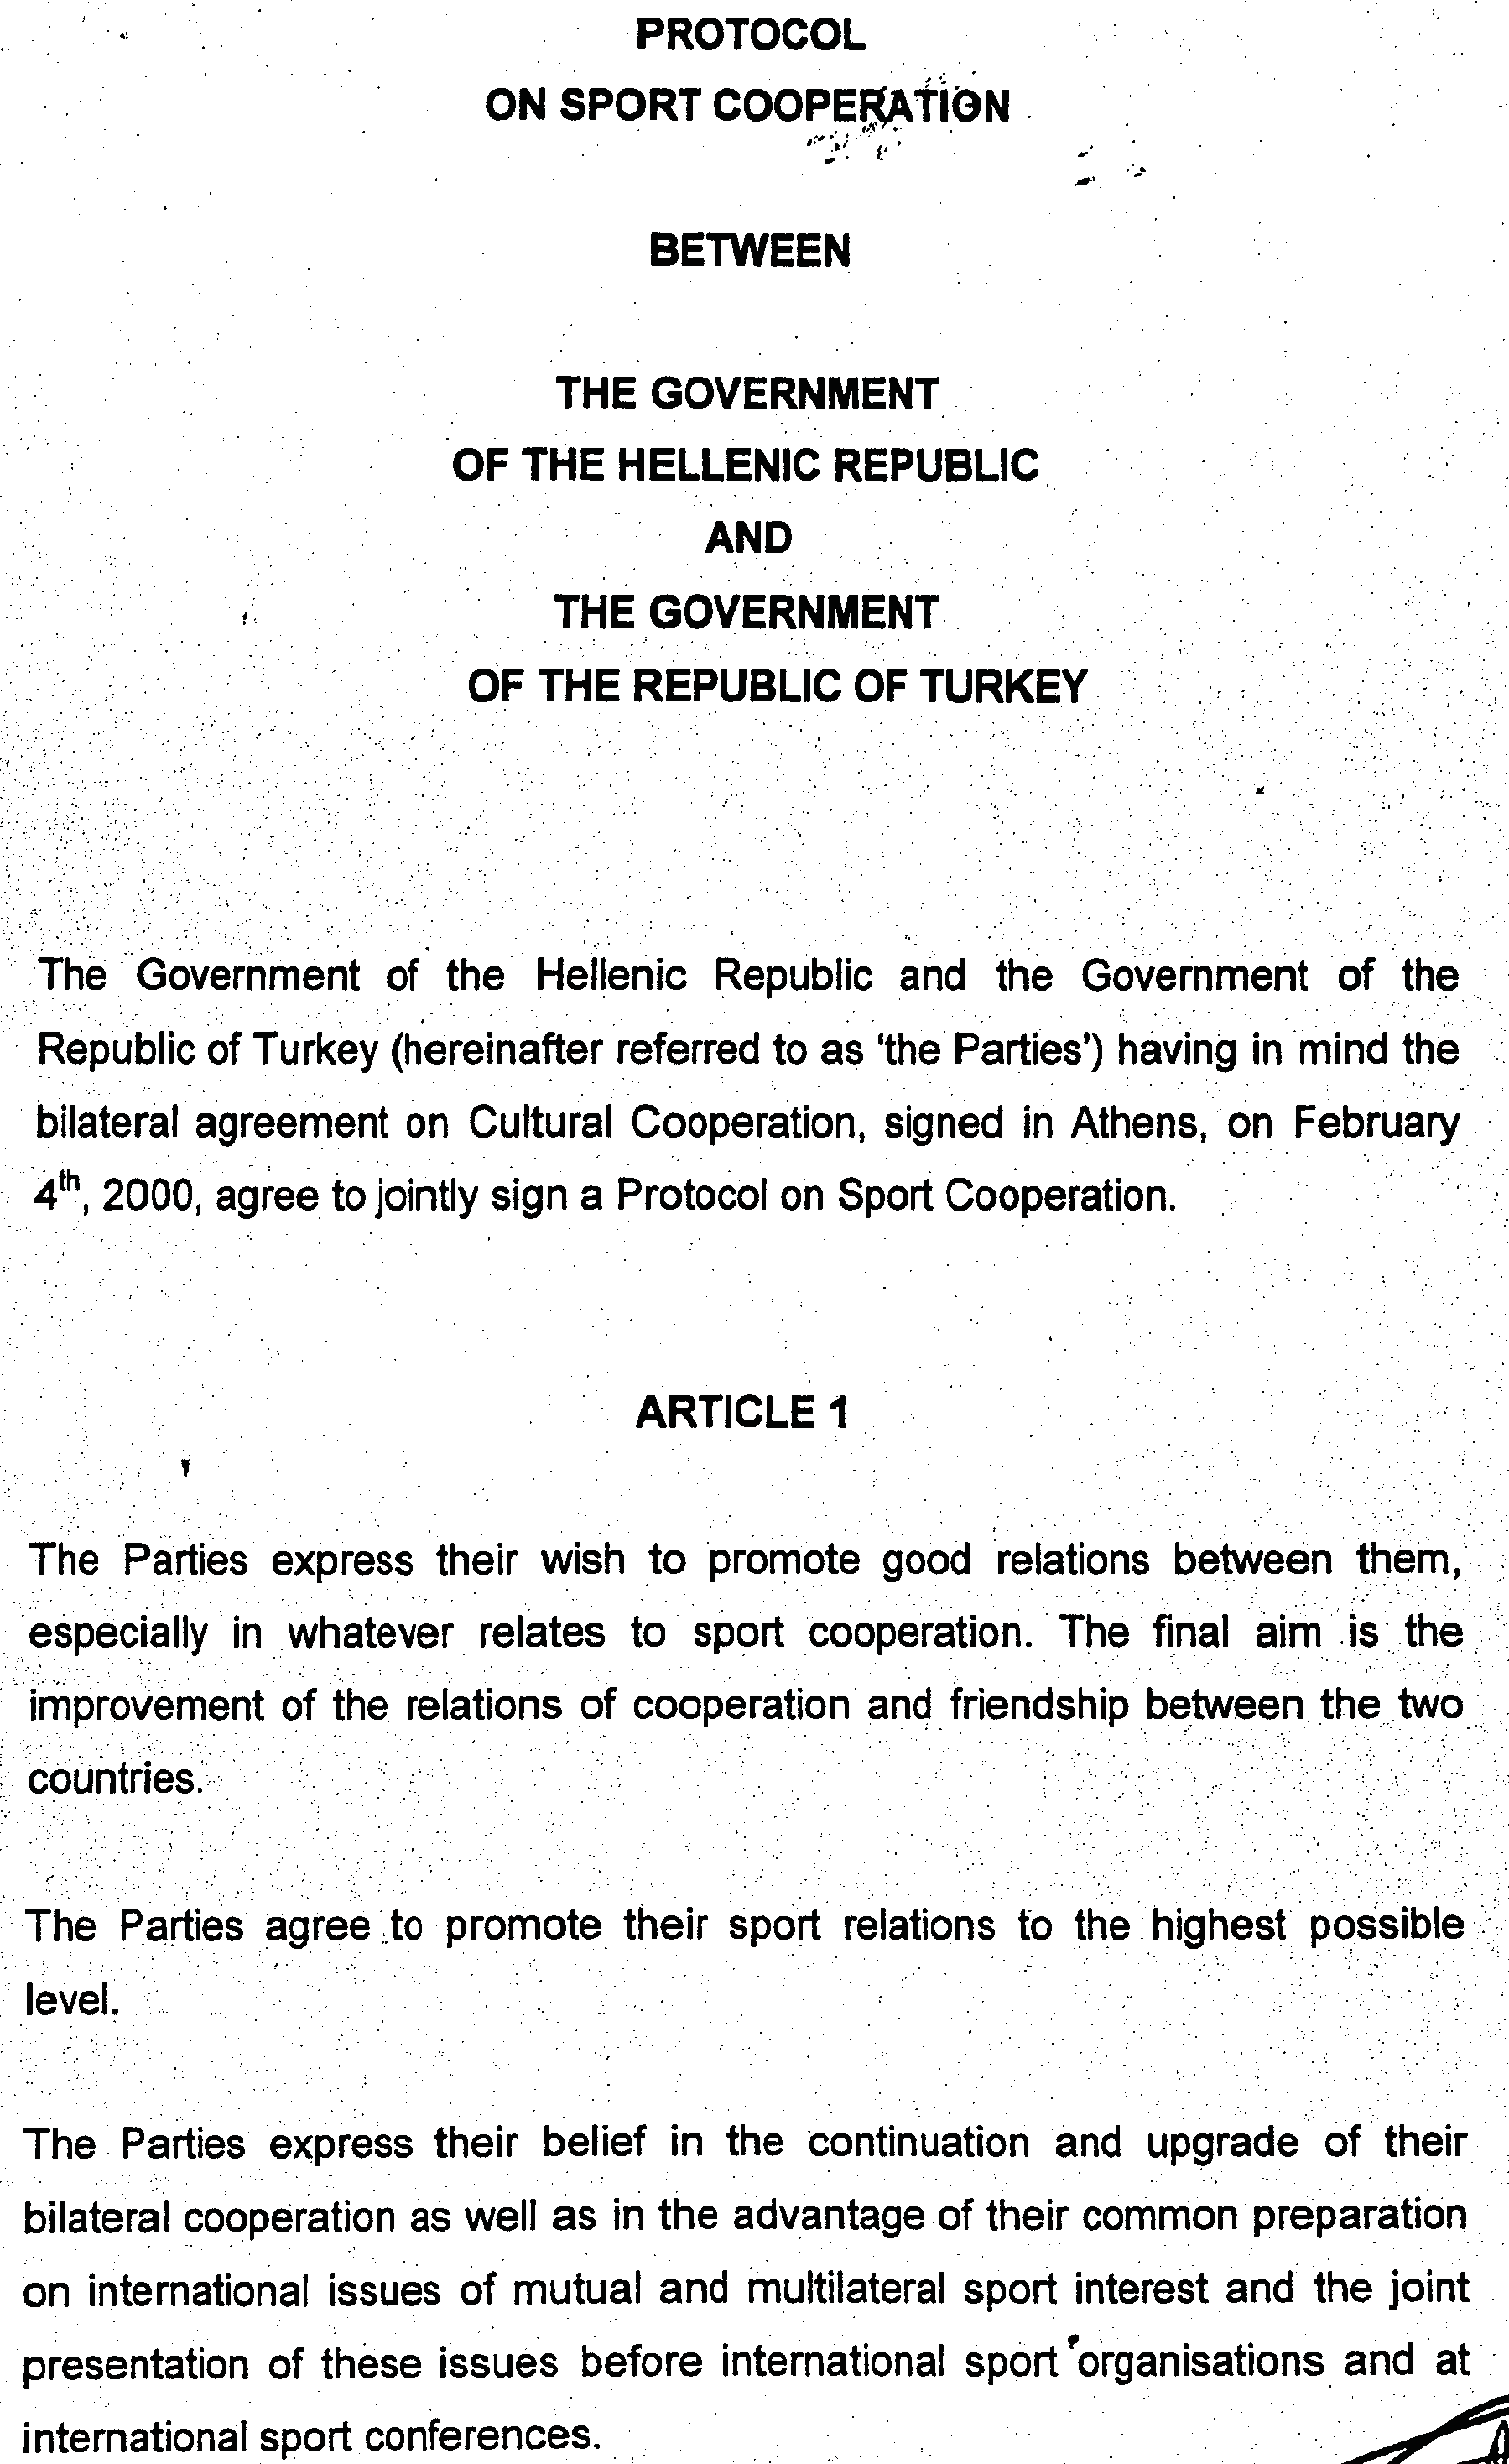 PROTOCOL
ON SPORT COOPERATION
BETWEEN
THE GOVERNMENT
OF THE HELLENIC REPUBLIC
AND
THE GOVERNMENT
OF THE REPUBLIC OF TURKEY
The Government of the Hellenic Republic and the Government of the
Republic of Turkey (hereinafter referred to as 'the Parties') having in mind the
bilateral agreement on Cultural Cooperation, signed in Athens, on February
4th, 2000, agree to jointly sign a Protocol on Sport Cooperation.
ARTICLE 1
The Parties express their wish to promote good relations between them,
especially in whatever relates to sport cooperation. The final aim is the
improvement of the relations of cooperation and friendship between the two
countries.
The Parties agree to promote their sport relations to the highest possible
level.
The Parties express their belief in the continuation and upgrade of their
bilateral cooperation as well as in the advantage of their common preparation
on international issues of mutual and multilateral sport interest and the joint
presentation of these issues before international sport organisations and at
international sport conferences.